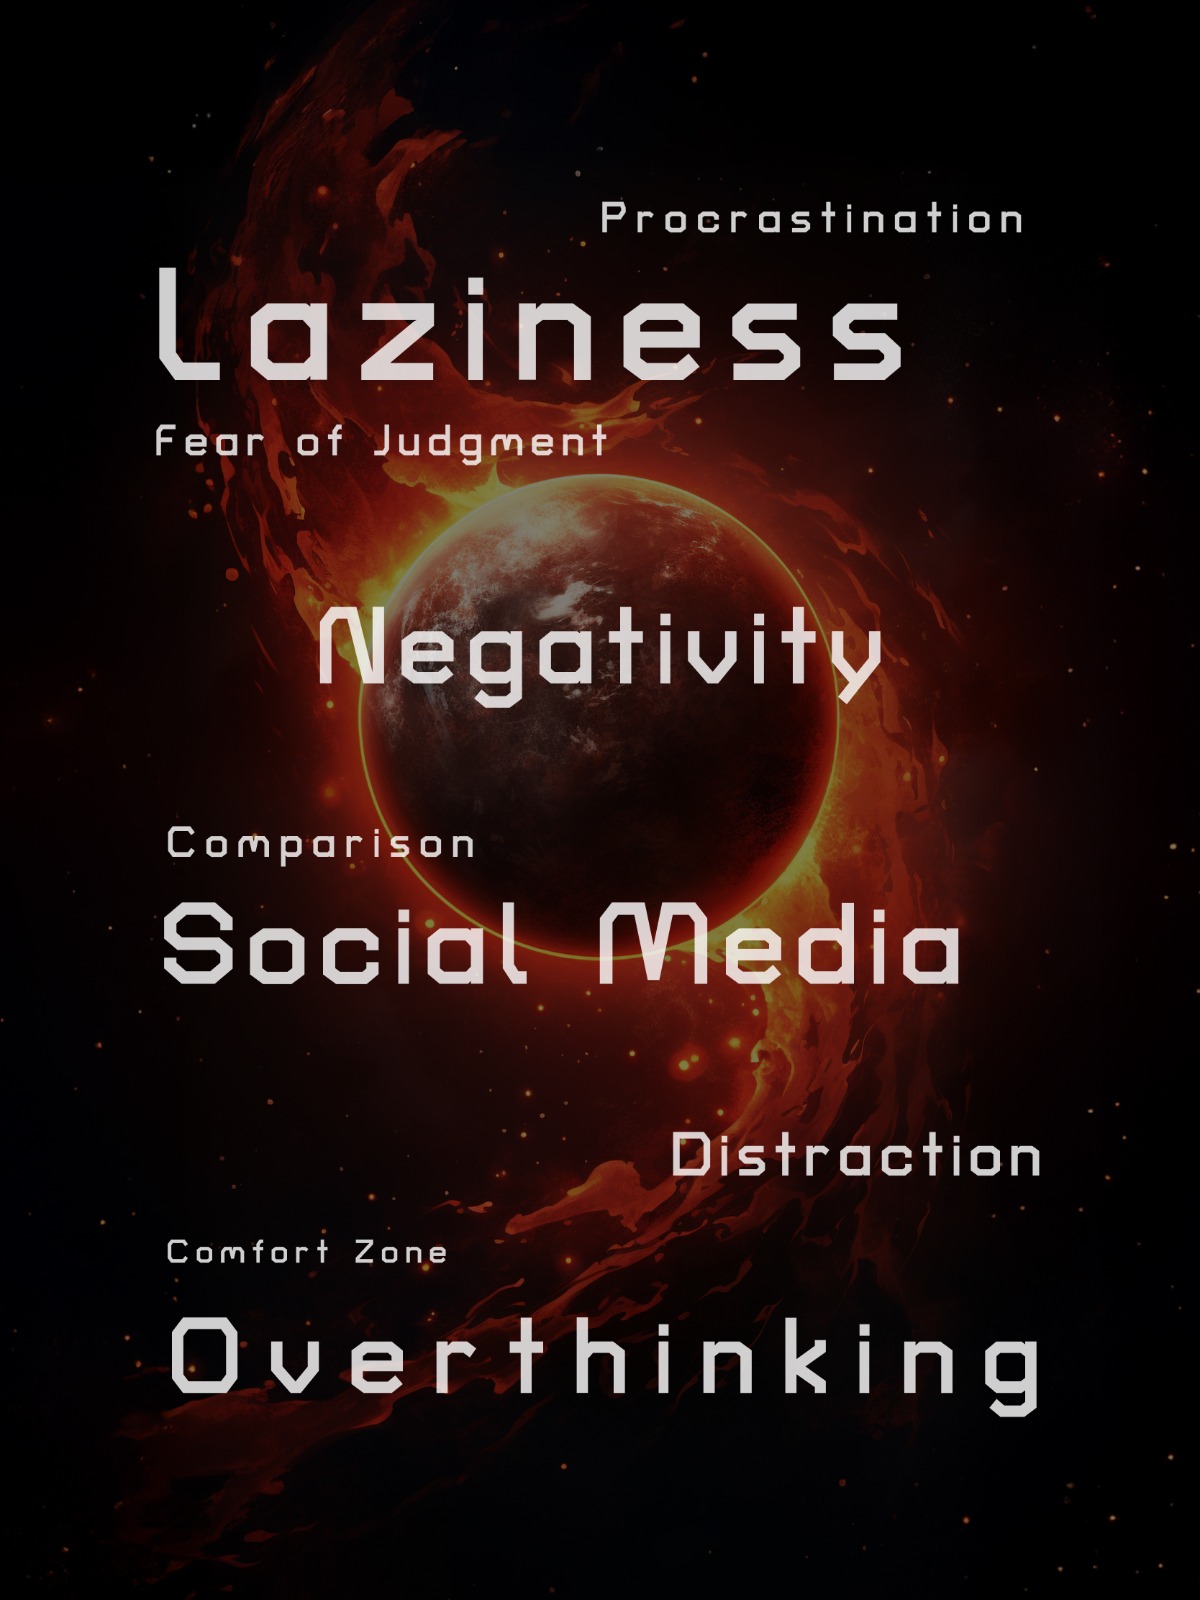 Procrastination
Laziness
Fear of Judgment
Negativity
Comparison
Social Media
Distraction
Comfort Zone
Overthinking